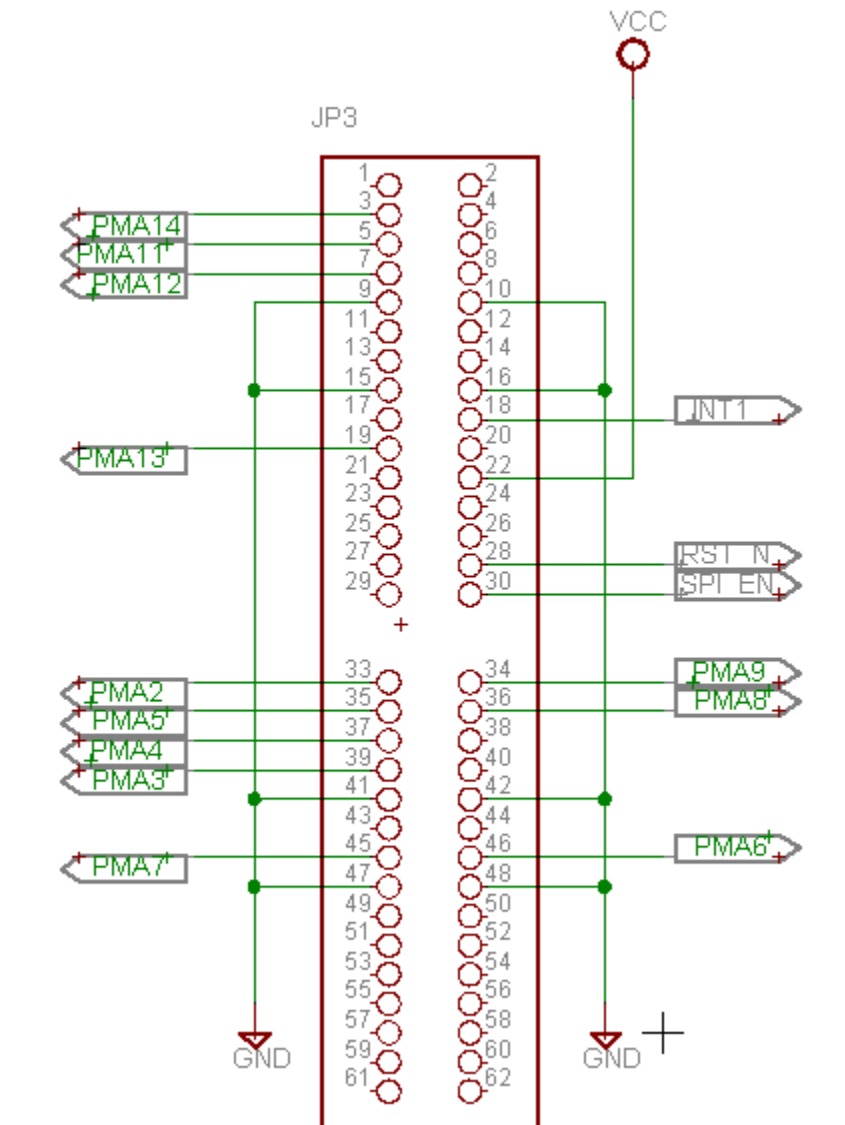 VCC
JP3
1 2
3 4
PMA14
5 6
PMA11
7 8
PMA12
9 10
11 12
13 14
15 16
17 18
INT1
19 20
PMA13
21 22
23 24
25 26
27 28
RST N
29 30
SPI EN
33 34
PMA9
PMA2
35 36
PMA8
PMA5
37 38
PMA4
39 40
PMA3
41 42
43 44
45 46
PMA6
PMA7
47 48
49 50
51 52
53 54
55 56
57 58
GND GND
59 60
61 62